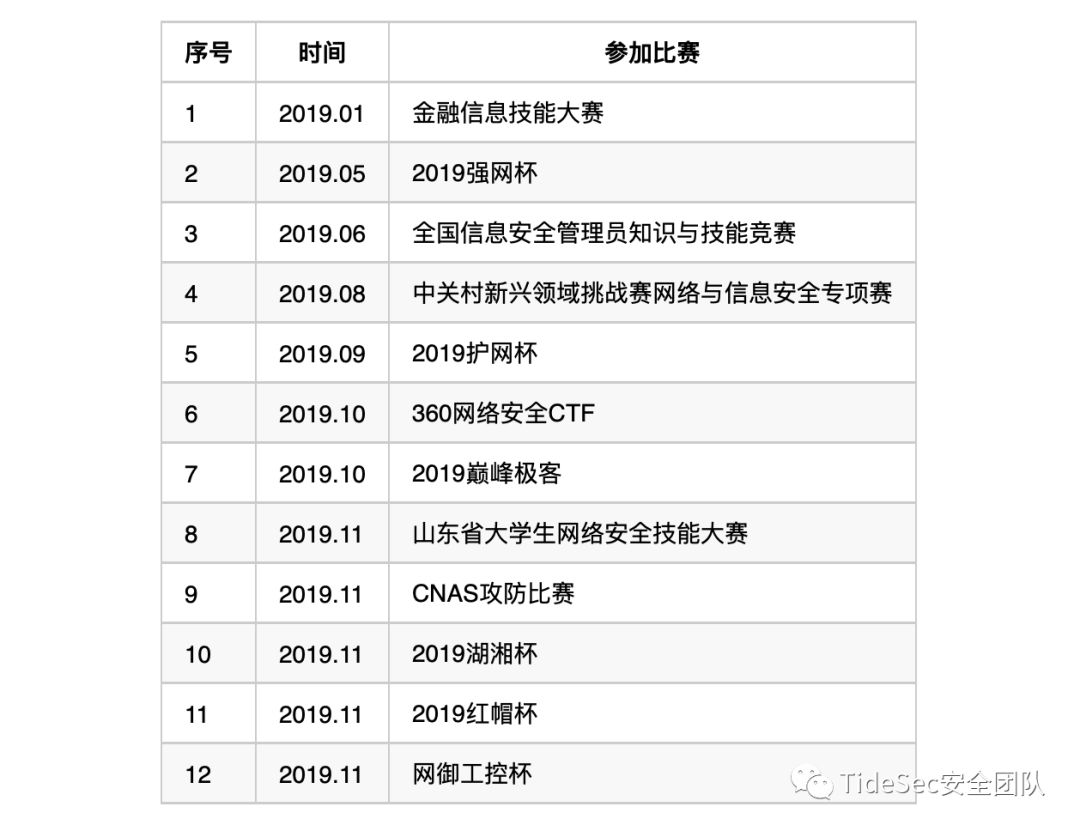 序号 时间 参加比赛
1 2019.01 金融信息技能大赛
2 2019.05 2019强网杯
3 2019.06 全国信息安全管理员知识与技能竞赛
4 2019.08 中关村新兴领域挑战赛网络与信息安全专项赛
5 2019.09 2019护网杯
6 2019.10 360网络安全CTF
7 2019.10 2019巅峰极客
8 2019.11 山东省大学生网络安全技能大赛
9 2019.11 CNAS攻防比赛
10 2019.11 2019湖湘杯
11 2019.11 2019红帽杯
12 2019.11 网御工控杯
TideSec安全团队